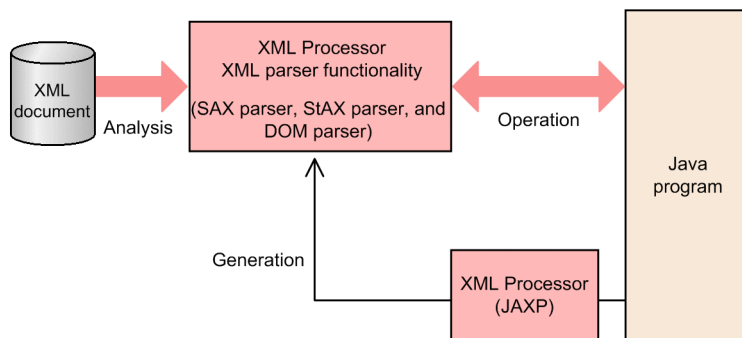 XML
document
Analysis
XML Processor
XML parser functionality
(SAX parser, StAX parser, and
DOM parser)
Operation
Java
program
Generation
XML Processor
(JAXP)